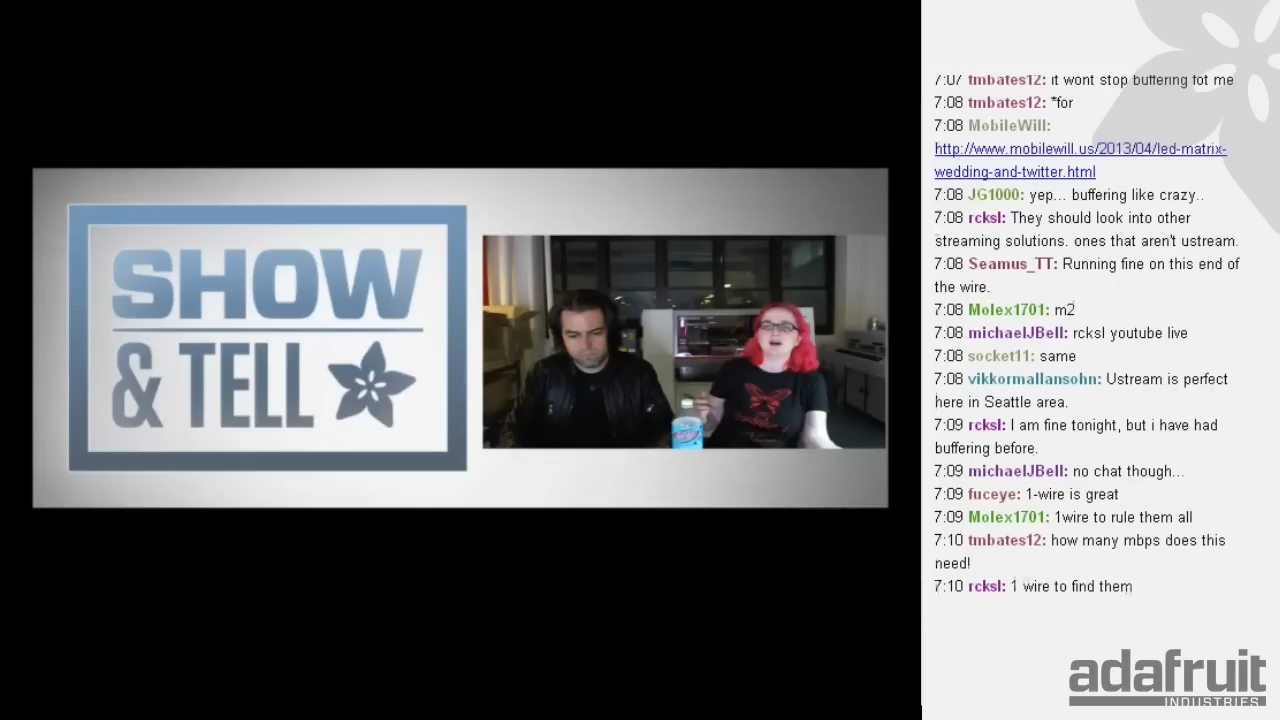 SHOW
& TELL
7:07 tmbates12: it wont stop buffering fot me
7:08 tmbates12: *for
7:08 MobileWill:
http://www.mobilewill.us/2013/04/led-matrix-
wedding-and-twitter.html
7:08 JG1000: yep... buffering like crazy..
7:08 rcksl: They should look into other
streaming solutions. ones that aren't ustream.
7:08 Seamus_TT: Running fine on this end of
the wire.
7:08 Molex1701: m2
7:08 michaelJBell: rcksl youtube live
7:08 socket11: same
7:08 vikkormallansohn: Ustream is perfect
here in Seattle area.
7:09 rcksl: I am fine tonight, but i have had
buffering before.
7:09 michaelJBell: no chat though...
7:09 fuceye: 1-wire is great
7:09 Molex1701: 1wire to rule them all
7:10 tmbates12: how many mbps does this
need!
7:10 rcksl: 1 wire to find them
adafruit
INDUSTRIES